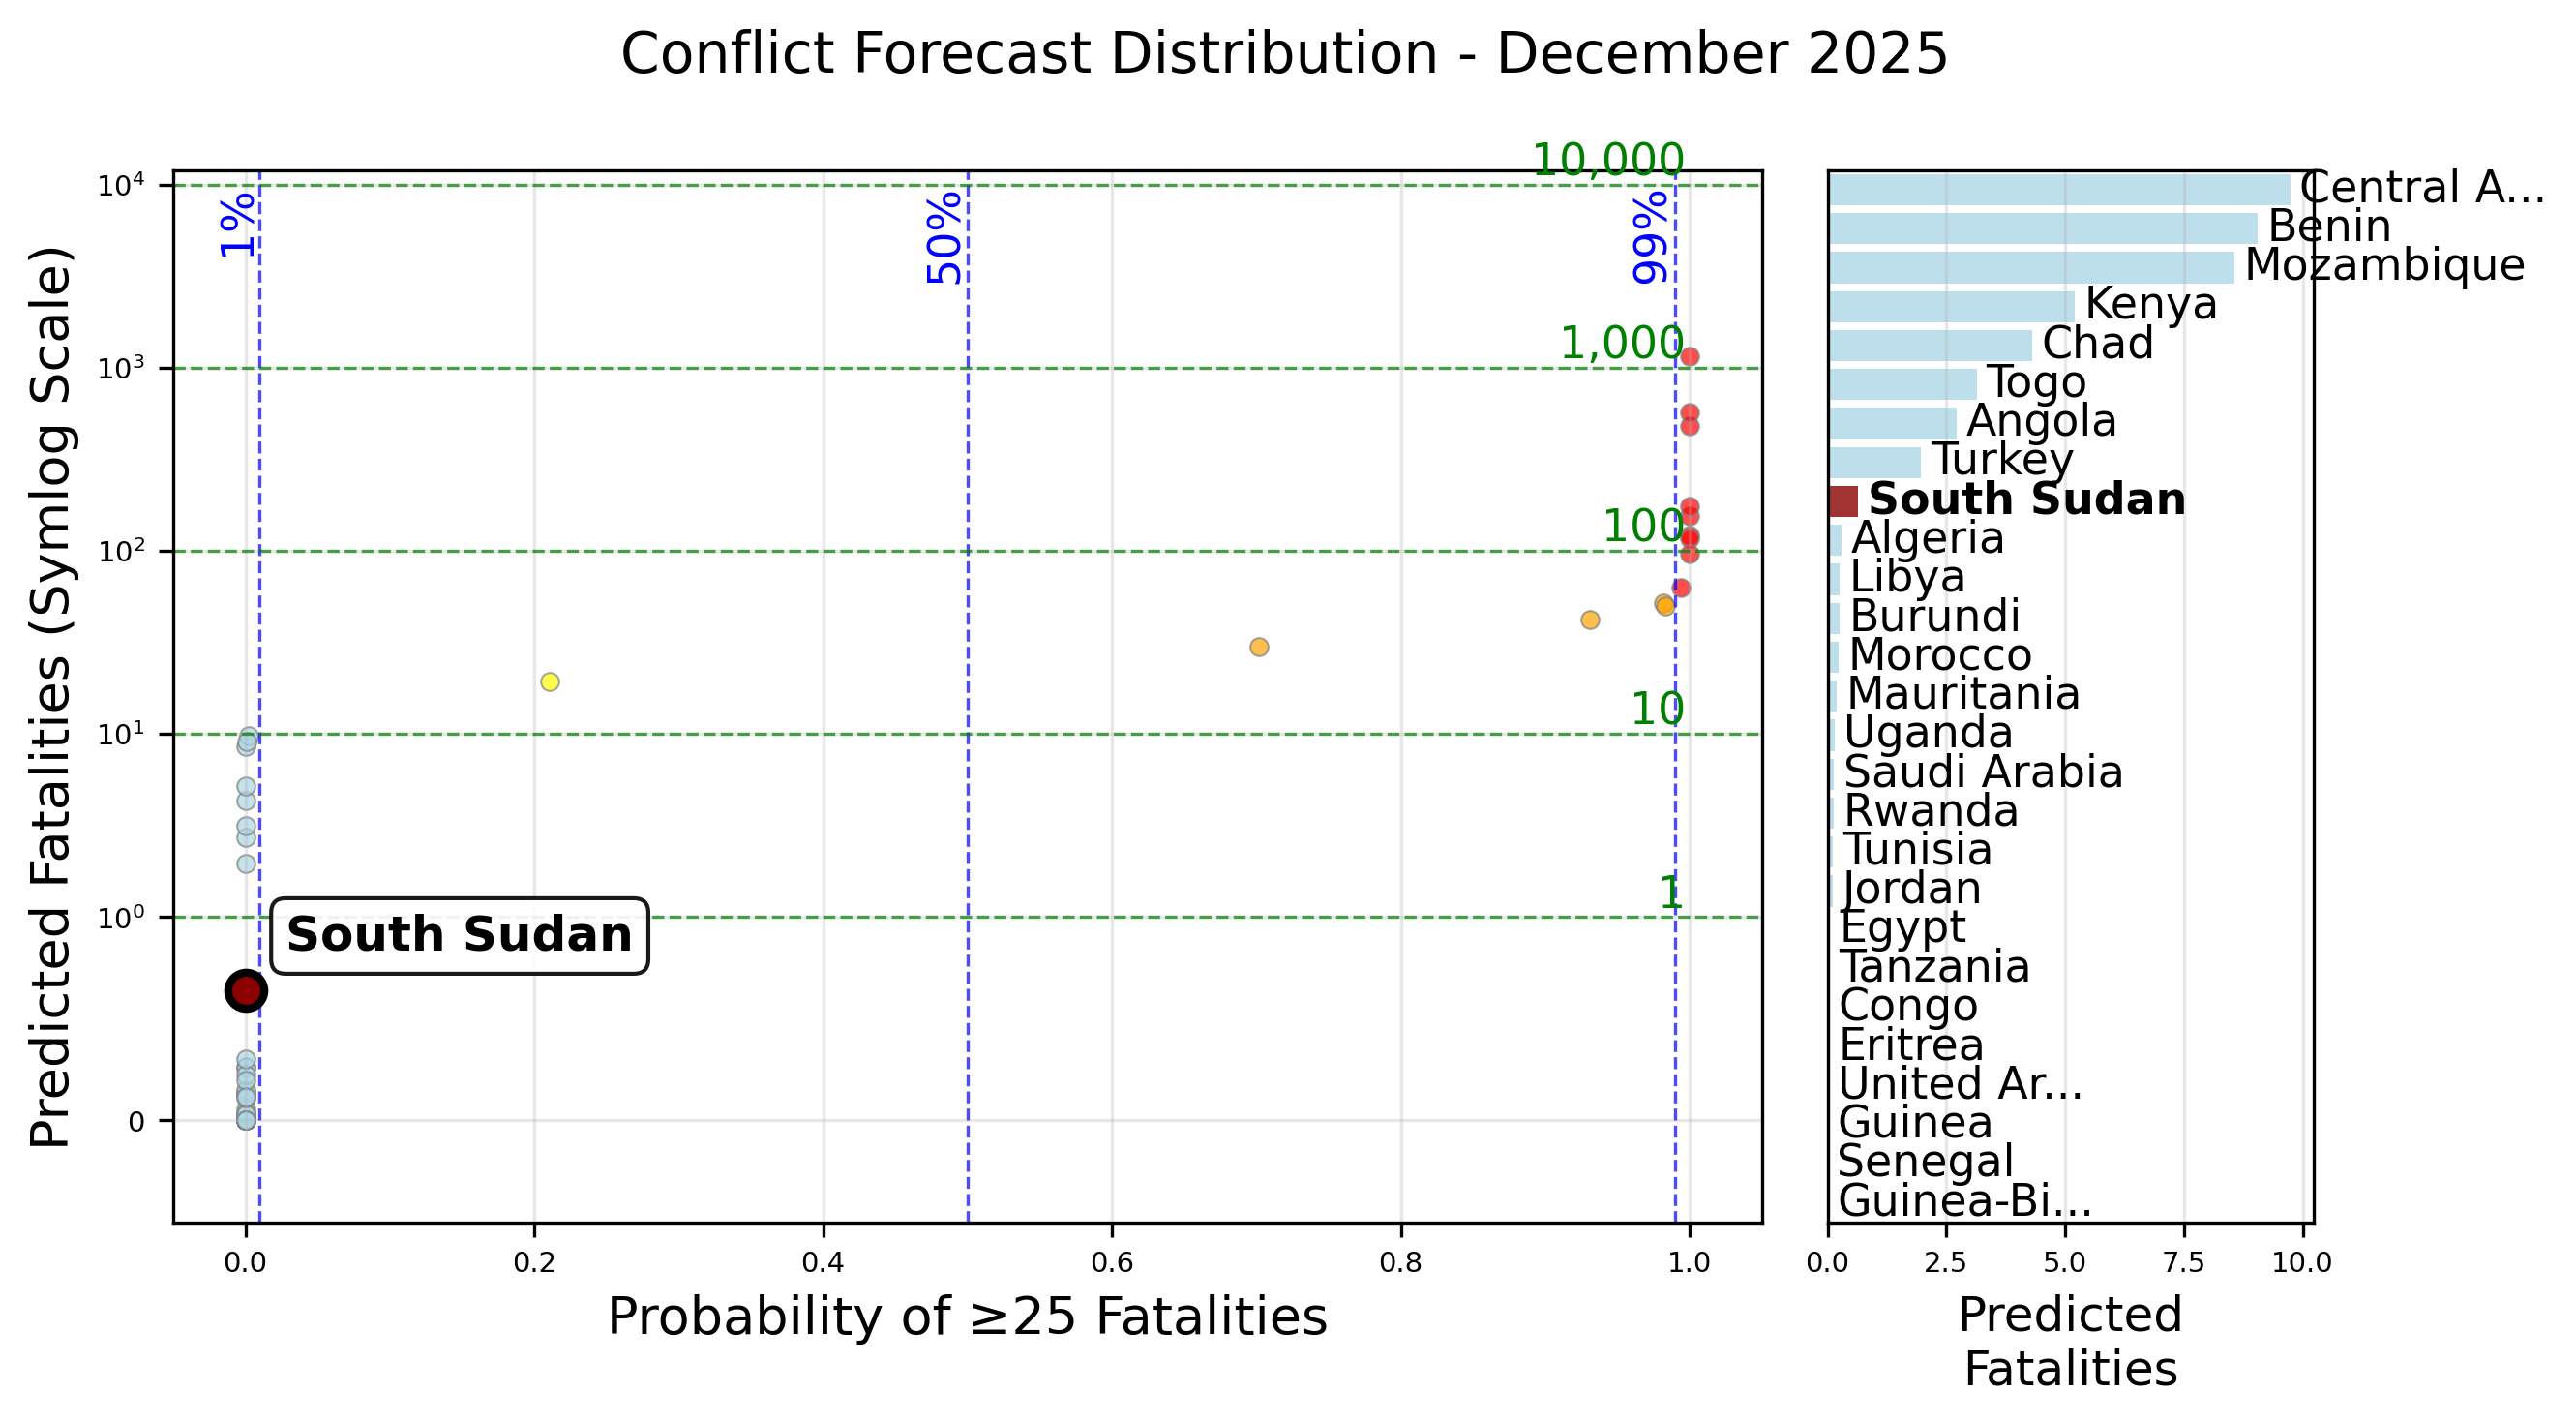 Conflict Forecast Distribution - December 2025
Predicted Fatalities (Symlog Scale)
10⁴
10³
10²
10¹
10⁰
0
1%
50%
99%
10,000
1,000
100
10
1
South Sudan
0.0
0.2
0.4
0.6
0.8
1.0
Probability of ≥25 Fatalities
Central A...
Benin
Mozambique
Kenya
Chad
Togo
Angola
Turkey
South Sudan
Algeria
Libya
Burundi
Morocco
Mauritania
Uganda
Saudi Arabia
Rwanda
Tunisia
Jordan
Egypt
Tanzania
Congo
Eritrea
United Ar...
Guinea
Senegal
Guinea-Bi...
0.0
2.5
5.0
7.5
10.0
Predicted
Fatalities